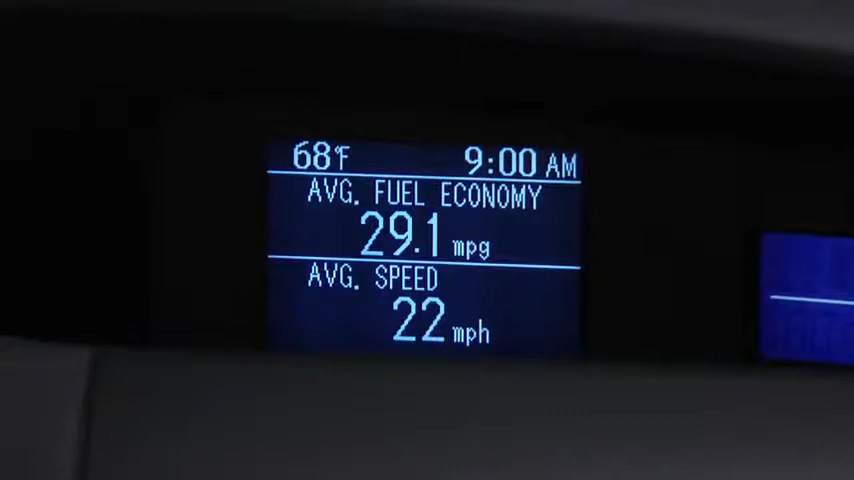 68°F 9:00 AM
AVG. FUEL ECONOMY
29.1 mpg
AVG. SPEED
22 mph